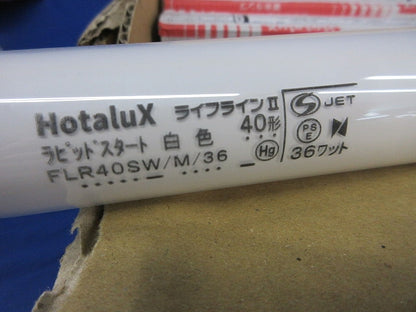 HotaluX ライフラインⅡ
ラピッドスタート 白色 40形
FLR40SW/M/36 Hg
JET
PS
E
36ワット